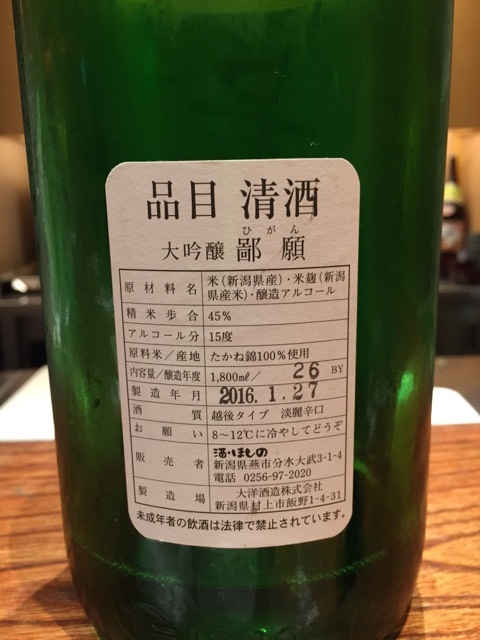 品目 清酒
ひがん
大吟醸 鄙願
原材料名 米(新潟県産)・米麹(新潟
県産米)・醸造アルコール
精米歩合 45%
アルコール分 15度
原料米/産地 たかね錦100%使用
内容量/醸造年度 1,800㎖/ 26 BY
製造年月 2016.1.27
酒質 越後タイプ 淡麗辛口
お願い 8~12℃に冷やしてどうぞ
販売者 酒・ほしの
新潟県燕市分水大武3-1-4
電話 0256-97-2020
製造場 大洋酒造株式会社
新潟県村上市飯野1-4-31
未成年者の飲酒は法律で禁止されています。